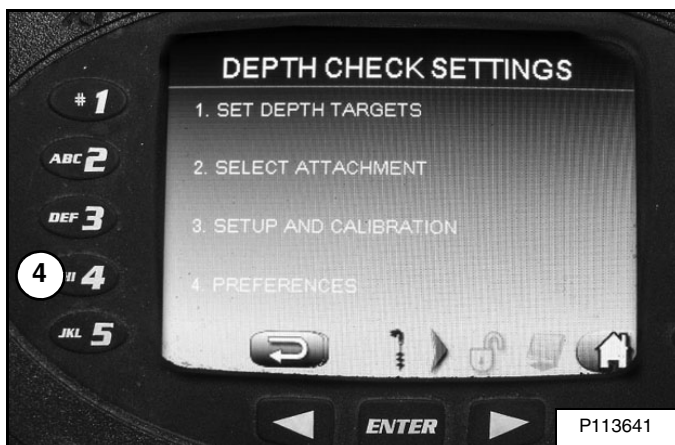 DEPTH CHECK SETTINGS
# 1
1. SET DEPTH TARGETS
ABC 2
2. SELECT ATTACHMENT
DEF 3
3. SETUP AND CALIBRATION
4
4
4. PREFERENCES
JKL 5
ENTER
P113641